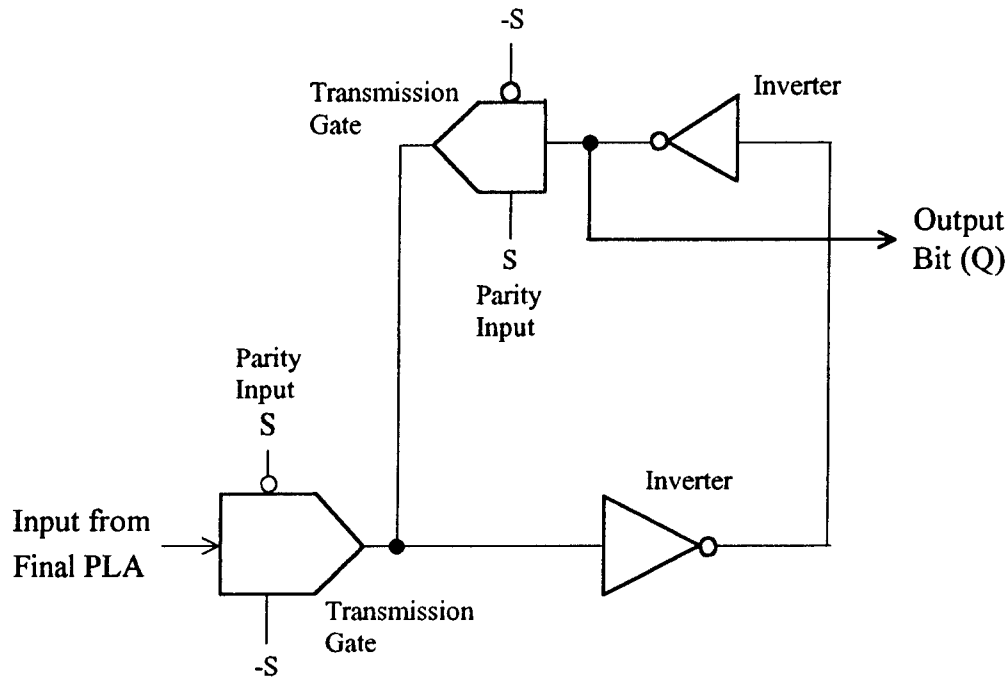 -S
Transmission
Gate
Inverter
S
Parity
Input
Output
Bit (Q)
Parity
Input
S
Input from
Final PLA
-S
Transmission
Gate
Inverter